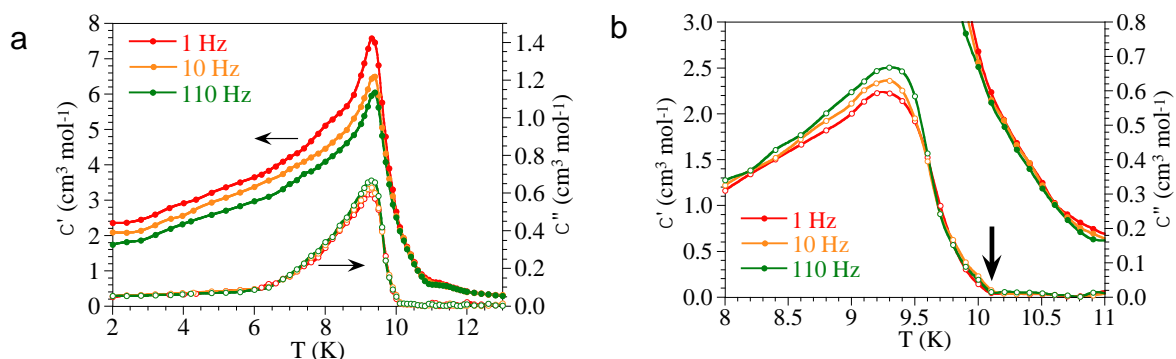 a
8
7
6
5
4
3
2
1
0
C' (cm³ mol⁻¹)
1 Hz
10 Hz
110 Hz
1.4
1.2
1.0
0.8
0.6
0.4
0.2
0.0
C" (cm³ mol⁻¹)
2 4 6 8 10 12
T (K)
b
3.0
2.5
2.0
1.5
1.0
0.5
0.0
C' (cm³ mol⁻¹)
1 Hz
10 Hz
110 Hz
0.8
0.7
0.6
0.5
0.4
0.3
0.2
0.1
0.0
C" (cm³ mol⁻¹)
8 8.5 9 9.5 10 10.5 11
T (K)